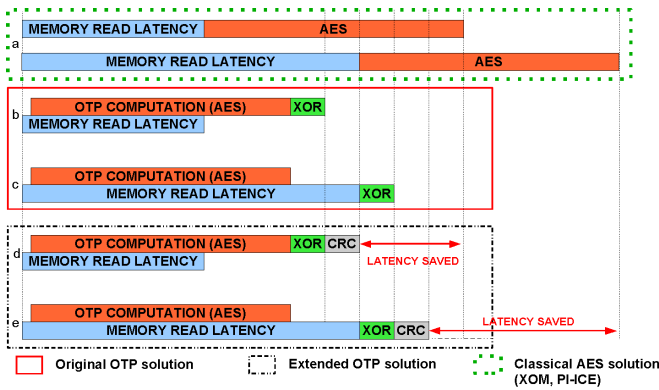 MEMORY READ LATENCY AES
a
MEMORY READ LATENCY AES
b OTP COMPUTATION (AES) XOR
MEMORY READ LATENCY
OTP COMPUTATION (AES)
c MEMORY READ LATENCY XOR
d OTP COMPUTATION (AES) XOR CRC
MEMORY READ LATENCY LATENCY SAVED
OTP COMPUTATION (AES) LATENCY SAVED
e MEMORY READ LATENCY XOR CRC
Original OTP solution Extended OTP solution Classical AES solution
(XOM, PI-ICE)